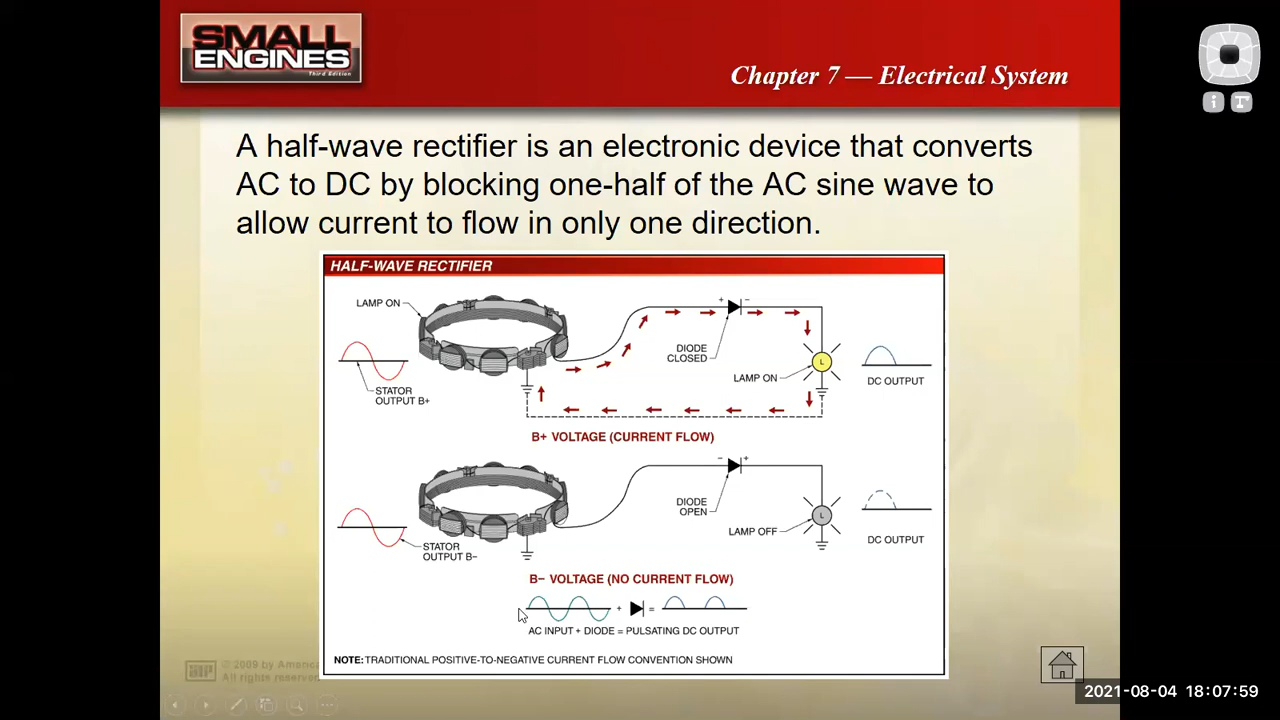 SMALL
ENGINES
Third Edition
Chapter 7 — Electrical System
A half-wave rectifier is an electronic device that converts
AC to DC by blocking one-half of the AC sine wave to
allow current to flow in only one direction.
HALF-WAVE RECTIFIER
LAMP ON
+ −
DIODE
CLOSED
LAMP ON
L
STATOR
OUTPUT B+
DC OUTPUT
B+ VOLTAGE (CURRENT FLOW)
− +
DIODE
OPEN
LAMP OFF
L
STATOR
OUTPUT B−
DC OUTPUT
B− VOLTAGE (NO CURRENT FLOW)
+ =
AC INPUT + DIODE = PULSATING DC OUTPUT
NOTE: TRADITIONAL POSITIVE-TO-NEGATIVE CURRENT FLOW CONVENTION SHOWN
© 2009 by
All rights
2021-08-04 18:07:59